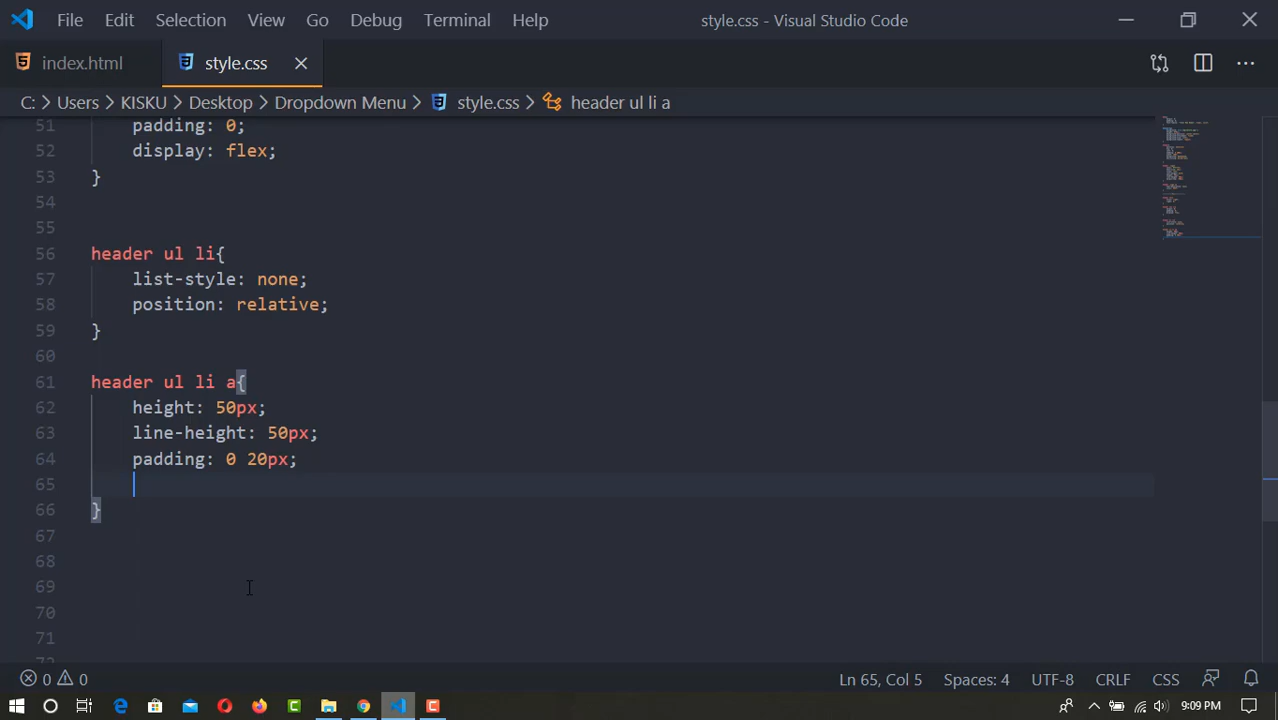 File Edit Selection View Go Debug Terminal Help style.css - Visual Studio Code
index.html style.css
C: > Users > KISKU > Desktop > Dropdown Menu > style.css > header ul li a
51 padding: 0;
52 display: flex;
53 }
54
55
56 header ul li{
57 list-style: none;
58 position: relative;
59 }
60
61 header ul li a{
62 height: 50px;
63 line-height: 50px;
64 padding: 0 20px;
65
66 }
67
68
69
70
71
0 0 Ln 65, Col 5 Spaces: 4 UTF-8 CRLF CSS
9:09 PM